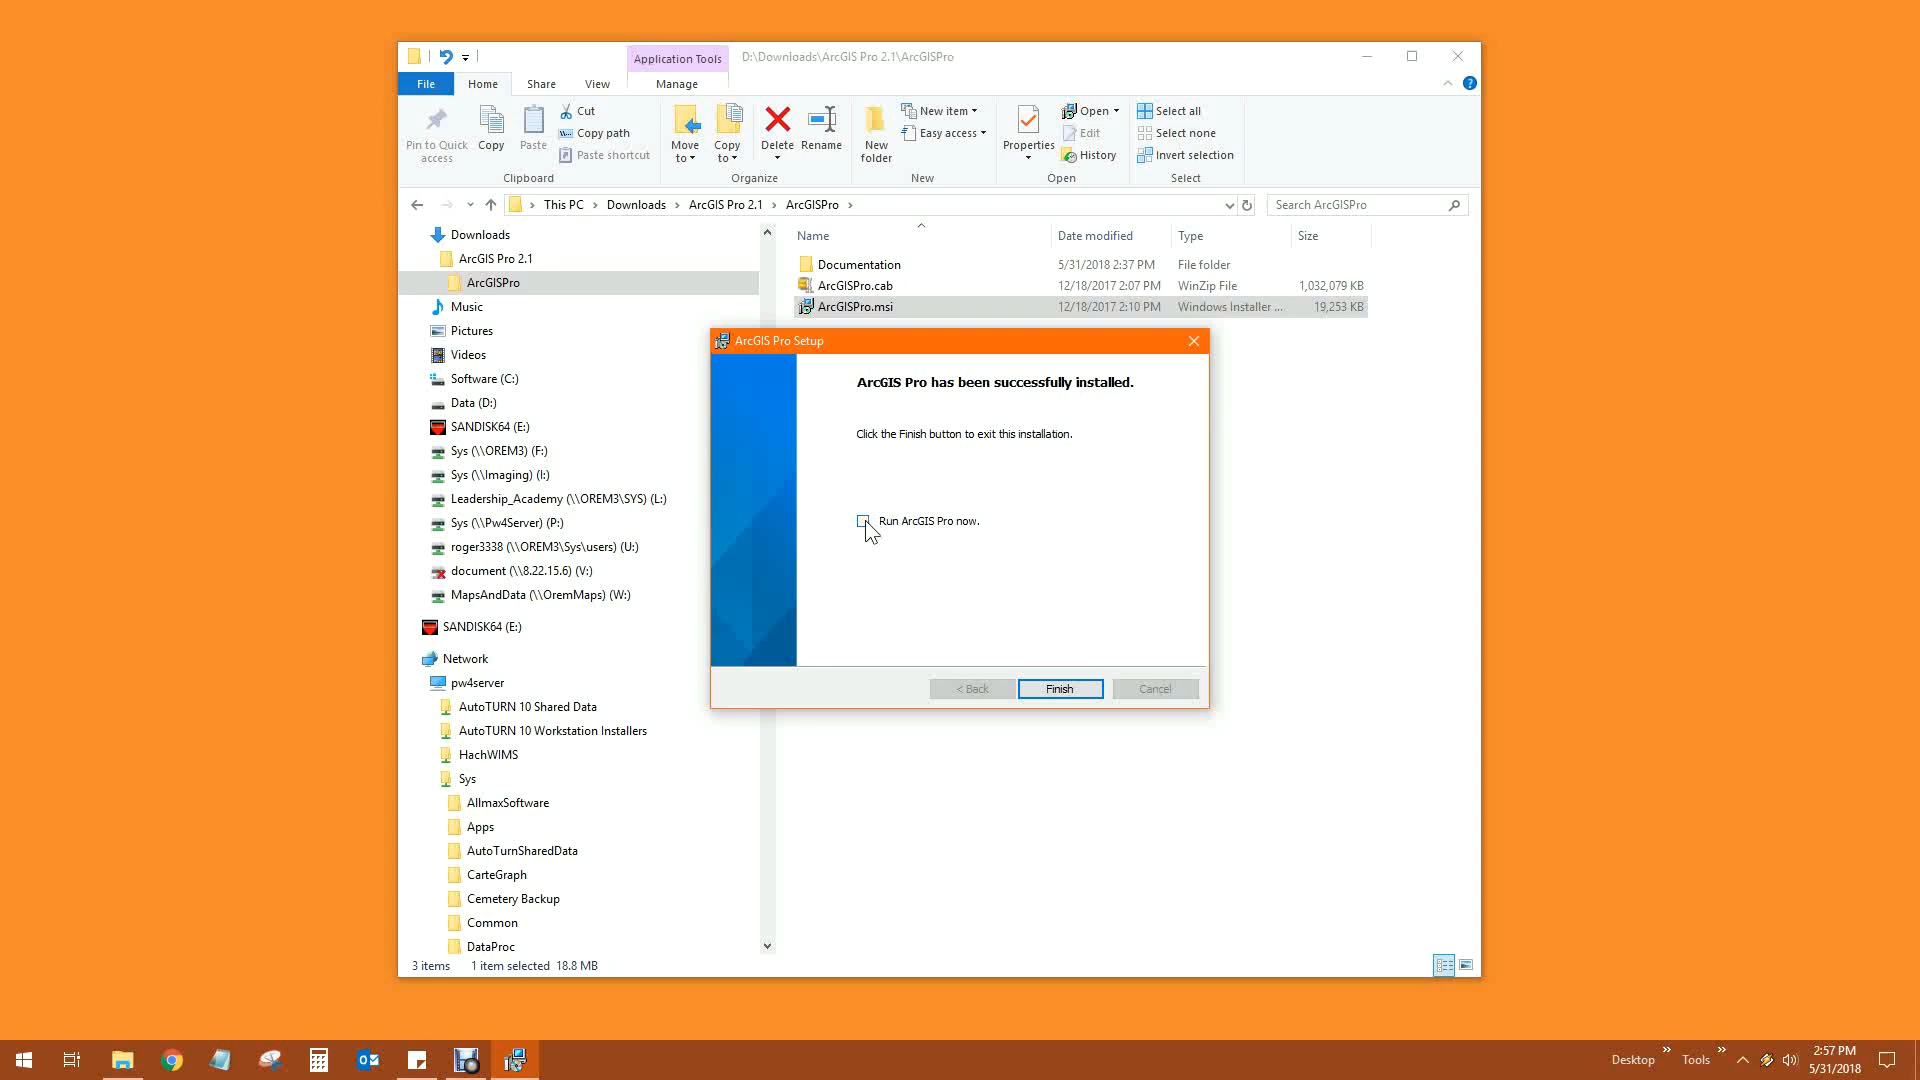 Application Tools
D:\Downloads\ArcGIS Pro 2.1\ArcGISPro
File
Home
Share
View
Manage
Pin to Quick access
Copy
Paste
Cut
Copy path
Paste shortcut
Clipboard
Move to
Copy to
Delete
Rename
Organize
New folder
New item
Easy access
New
Properties
Open
Edit
History
Open
Select all
Select none
Invert selection
Select
This PC > Downloads > ArcGIS Pro 2.1 > ArcGISPro >
Search ArcGISPro
Downloads
ArcGIS Pro 2.1
ArcGISPro
Music
Pictures
Videos
Software (C:)
Data (D:)
SANDISK64 (E:)
Sys (\\OREM3) (F:)
Sys (\\Imaging) (I:)
Leadership_Academy (\\OREM3\SYS) (L:)
Sys (\\Pw4Server) (P:)
roger3338 (\\OREM3\Sys\users) (U:)
document (\\8.22.15.6) (V:)
MapsAndData (\\OremMaps) (W:)
SANDISK64 (E:)
Network
pw4server
AutoTURN 10 Shared Data
AutoTURN 10 Workstation Installers
HachWIMS
Sys
AllmaxSoftware
Apps
AutoTurnSharedData
CarteGraph
Cemetery Backup
Common
DataProc
Name Date modified Type Size
Documentation 5/31/2018 2:37 PM File folder
ArcGISPro.cab 12/18/2017 2:07 PM WinZip File 1,032,079 KB
ArcGISPro.msi 12/18/2017 2:10 PM Windows Installer ... 19,253 KB
ArcGIS Pro Setup
ArcGIS Pro has been successfully installed.
Click the Finish button to exit this installation.
Run ArcGIS Pro now.
< Back
Finish
Cancel
3 items 1 item selected 18.8 MB
Desktop
Tools
2:57 PM
5/31/2018